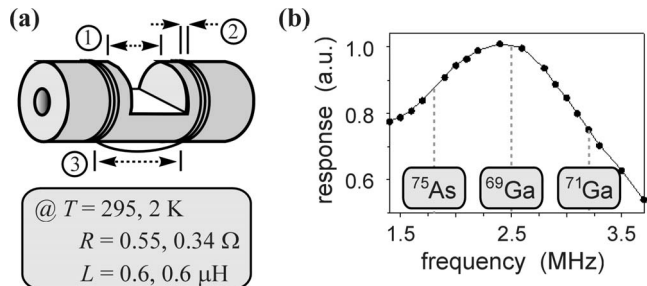 (a)
① ②
③
@ T = 295, 2 K
R = 0.55, 0.34 Ω
L = 0.6, 0.6 μH
(b)
response (a.u.)
1.0
0.8
0.6
⁷⁵As ⁶⁹Ga ⁷¹Ga
1.5 2.5 3.5
frequency (MHz)